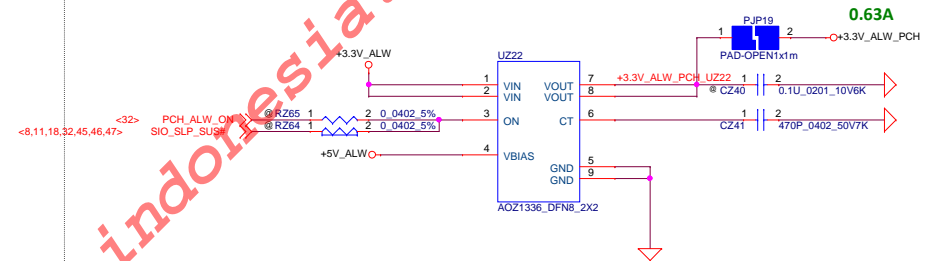 0.63A
PJP19
1 2
+3.3V_ALW_PCH
PAD-OPEN1x1m
+3.3V_ALW
UZ22
1 VIN VOUT 7 +3.3V_ALW_PCH_UZ22
2 VIN VOUT 8
@ CZ40 1 2 0.1U_0201_10V6K
<32> PCH_ALW_ON @ RZ65 1 2 0_0402_5%
3 ON CT 6
CZ41 1 2 470P_0402_50V7K
<8,11,18,32,45,46,47> SIO_SLP_SUS# @ RZ64 1 2 0_0402_5%
+5V_ALW 4 VBIAS
GND 5
GND 9
AOZ1336_DFN8_2X2
indonesia